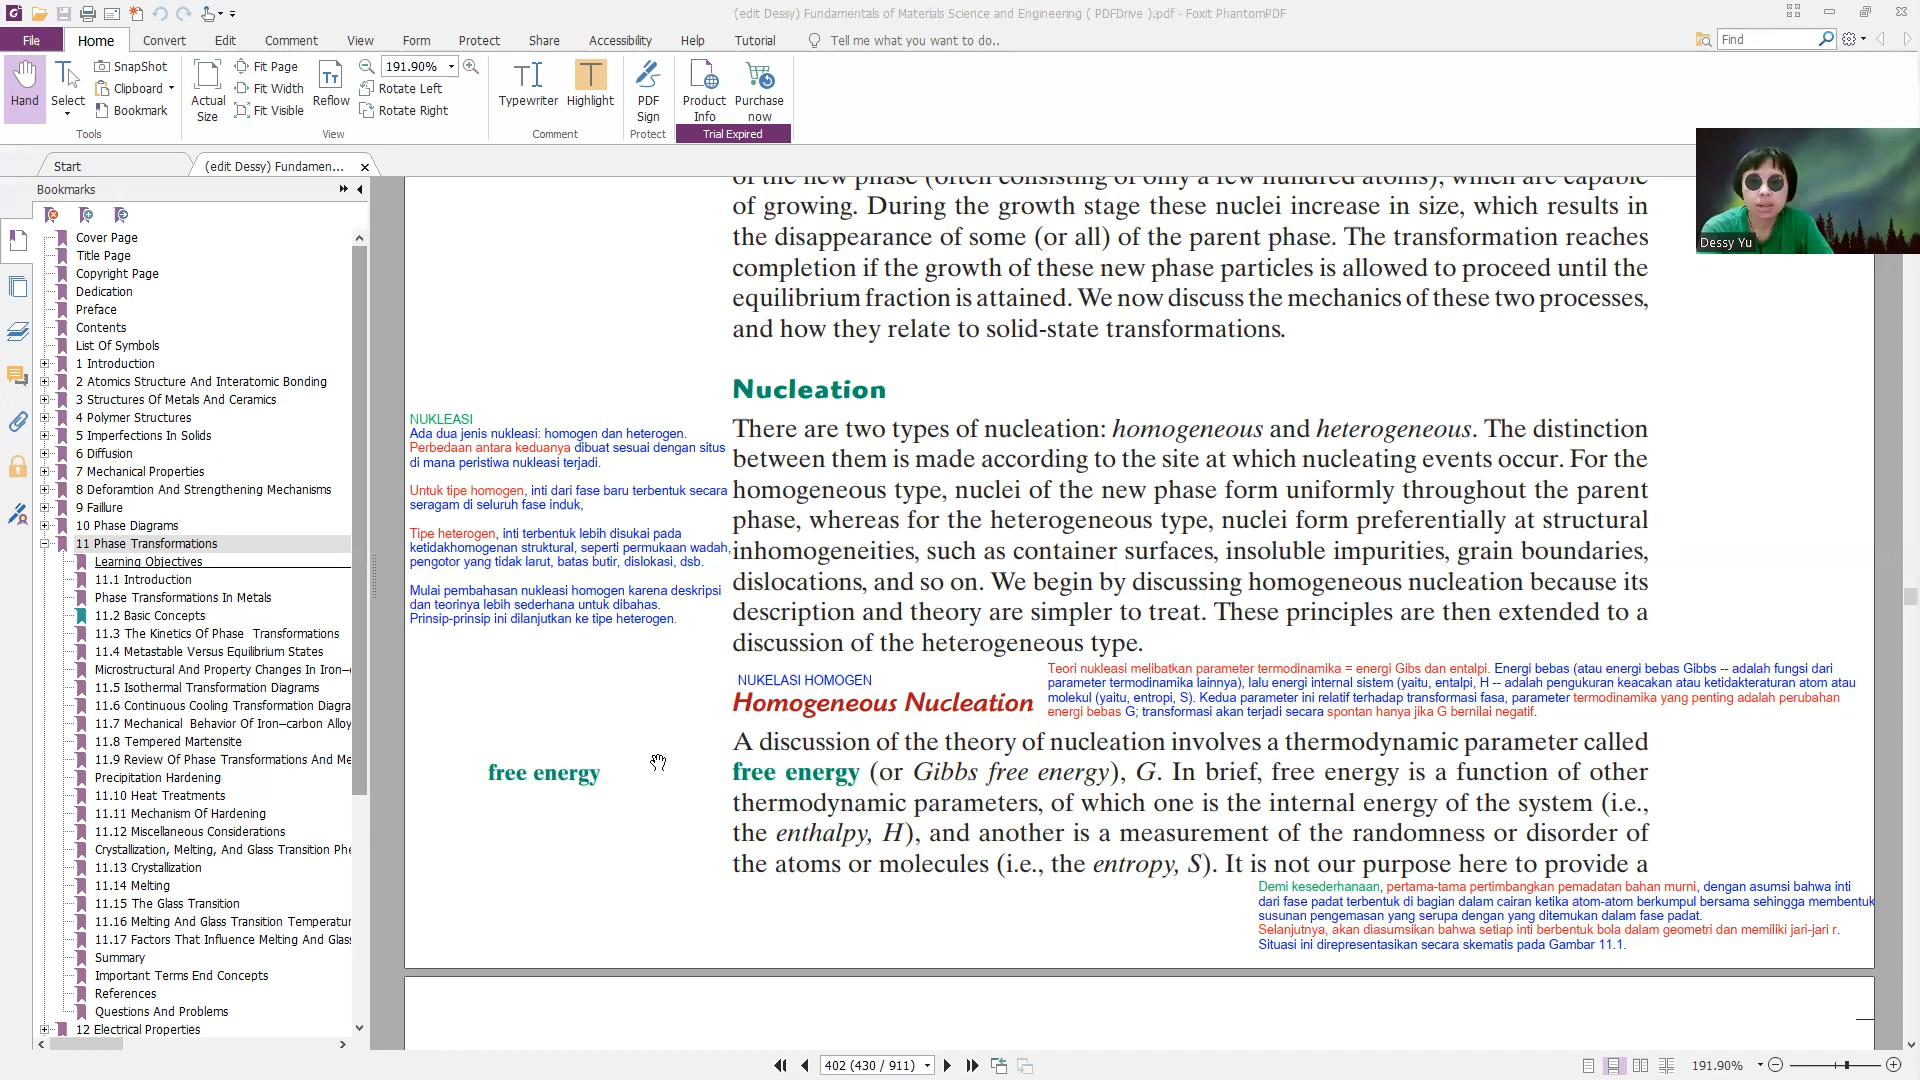 (edit Dessy) Fundamentals of Materials Science and Engineering ( PDFDrive ).pdf - Foxit PhantomPDF
File Home Convert Edit Comment View Form Protect Share Accessibility Help Tutorial Tell me what you want to do.. Find
Hand
Select
SnapShot
Clipboard
Bookmark
Tools
Actual Size
Fit Page
Fit Width
Fit Visible
Reflow
191.90%
Rotate Left
Rotate Right
View
Typewriter
Highlight
Comment
PDF Sign
Protect
Product Info
Purchase now
Trial Expired
Start
(edit Dessy) Fundamen...
Bookmarks
Cover Page
Title Page
Copyright Page
Dedication
Preface
Contents
List Of Symbols
1 Introduction
2 Atomics Structure And Interatomic Bonding
3 Structures Of Metals And Ceramics
4 Polymer Structures
5 Imperfections In Solids
6 Diffusion
7 Mechanical Properties
8 Deforamtion And Strengthening Mechanisms
9 Failure
10 Phase Diagrams
11 Phase Transformations
Learning Objectives
11.1 Introduction
Phase Transformations In Metals
11.2 Basic Concepts
11.3 The Kinetics Of Phase Transformations
11.4 Metastable Versus Equilibrium States
Microstructural And Property Changes In Iron–
11.5 Isothermal Transformation Diagrams
11.6 Continuous Cooling Transformation Diagra
11.7 Mechanical Behavior Of Iron–carbon Alloy
11.8 Tempered Martensite
11.9 Review Of Phase Transformations And Me
Precipitation Hardening
11.10 Heat Treatments
11.11 Mechanism Of Hardening
11.12 Miscellaneous Considerations
Crystallization, Melting, And Glass Transition Phe
11.13 Crystallization
11.14 Melting
11.15 The Glass Transition
11.16 Melting And Glass Transition Temperatur
11.17 Factors That Influence Melting And Glass
Summary
Important Terms End Concepts
References
Questions And Problems
12 Electrical Properties
of the new phase (often consisting of only a few hundred atoms), which are capable
of growing. During the growth stage these nuclei increase in size, which results in
the disappearance of some (or all) of the parent phase. The transformation reaches
completion if the growth of these new phase particles is allowed to proceed until the
equilibrium fraction is attained. We now discuss the mechanics of these two processes,
and how they relate to solid-state transformations.
Nucleation
NUKLEASI
Ada dua jenis nukleasi: homogen dan heterogen.
Perbedaan antara keduanya dibuat sesuai dengan situs
di mana peristiwa nukleasi terjadi.
Untuk tipe homogen, inti dari fase baru terbentuk secara
seragam di seluruh fase induk,
Tipe heterogen, inti terbentuk lebih disukai pada
ketidakhomogenan struktural, seperti permukaan wadah,
pengotor yang tidak larut, batas butir, dislokasi, dsb.
Mulai pembahasan nukleasi homogen karena deskripsi
dan teorinya lebih sederhana untuk dibahas.
Prinsip-prinsip ini dilanjutkan ke tipe heterogen.
There are two types of nucleation: homogeneous and heterogeneous. The distinction
between them is made according to the site at which nucleating events occur. For the
homogeneous type, nuclei of the new phase form uniformly throughout the parent
phase, whereas for the heterogeneous type, nuclei form preferentially at structural
inhomogeneities, such as container surfaces, insoluble impurities, grain boundaries,
dislocations, and so on. We begin by discussing homogeneous nucleation because its
description and theory are simpler to treat. These principles are then extended to a
discussion of the heterogeneous type.
NUKELASI HOMOGEN
Homogeneous Nucleation
Teori nukleasi melibatkan parameter termodinamika = energi Gibs dan entalpi. Energi bebas (atau energi bebas Gibbs -- adalah fungsi dari
parameter termodinamika lainnya), lalu energi internal sistem (yaitu, entalpi, H -- adalah pengukuran keacakan atau ketidakteraturan atom atau
molekul (yaitu, entropi, S). Kedua parameter ini relatif terhadap transformasi fasa, parameter termodinamika yang penting adalah perubahan
energi bebas G; transformasi akan terjadi secara spontan hanya jika G bernilai negatif.
free energy
A discussion of the theory of nucleation involves a thermodynamic parameter called
free energy (or Gibbs free energy), G. In brief, free energy is a function of other
thermodynamic parameters, of which one is the internal energy of the system (i.e.,
the enthalpy, H), and another is a measurement of the randomness or disorder of
the atoms or molecules (i.e., the entropy, S). It is not our purpose here to provide a
Demi kesederhanaan, pertama-tama pertimbangkan pemadatan bahan murni, dengan asumsi bahwa inti
dari fase padat terbentuk di bagian dalam cairan ketika atom-atom berkumpul bersama sehingga membentuk
susunan pengemasan yang serupa dengan yang ditemukan dalam fase padat.
Selanjutnya, akan diasumsikan bahwa setiap inti berbentuk bola dalam geometri dan memiliki jari-jari r.
Situasi ini direpresentasikan secara skematis pada Gambar 11.1.
Dessy Yu
402 (430 / 911)
191.90%